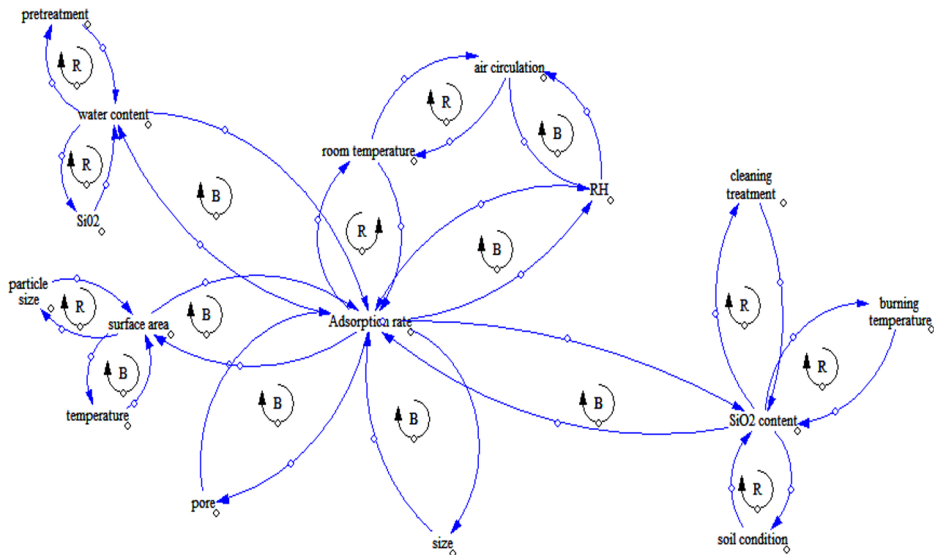 pretreatment
R
water content
R
Si02
B
air circulation
R
room temperature
B
RH
R
B
cleaning
treatment
particle
size
R
surface area
B
Adsorption rate
B
temperature
burning
temperature
R
R
B
B
B
SiO2 content
pore
size
R
soil condition